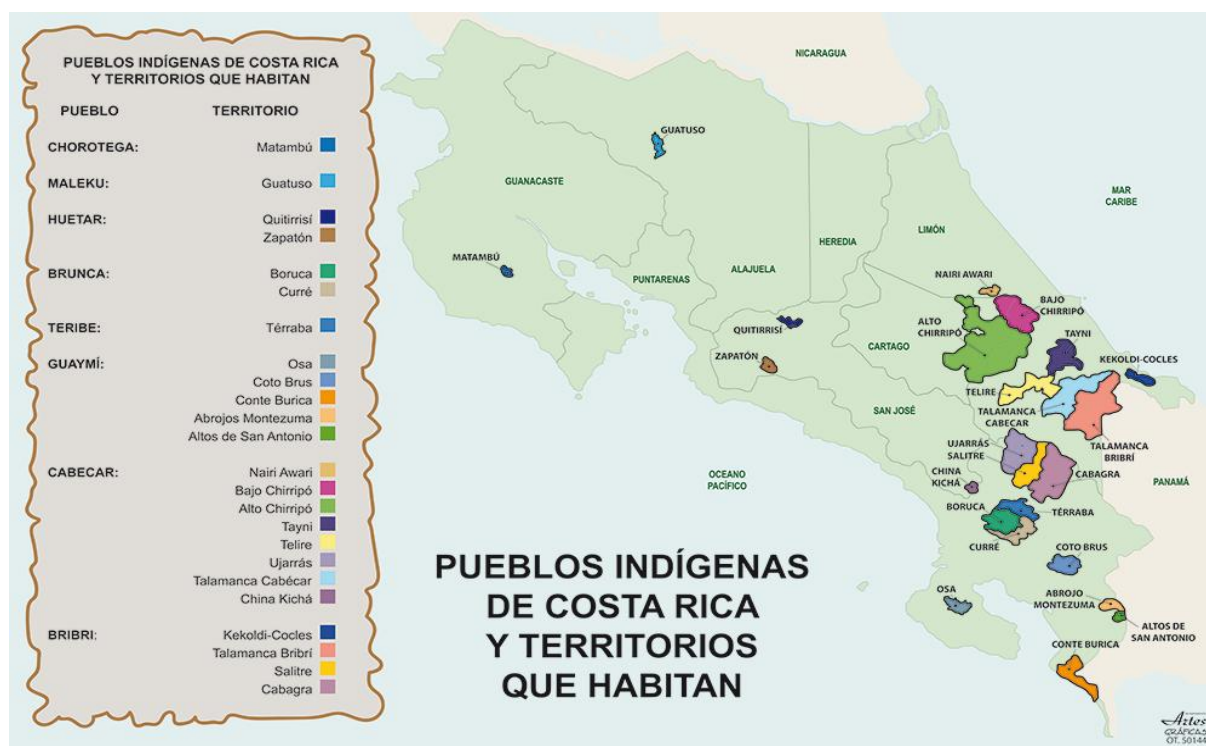 PUEBLOS INDÍGENAS DE COSTA RICA
Y TERRITORIOS QUE HABITAN
PUEBLO TERRITORIO
CHOROTEGA: Matambú
MALEKU: Guatuso
HUETAR: Quitirrisí
Zapatón
BRUNCA: Boruca
Curré
TERIBE: Térraba
GUAYMÍ: Osa
Coto Brus
Conte Burica
Abrojos Montezuma
Altos de San Antonio
CABECAR: Nairi Awari
Bajo Chirripó
Alto Chirripó
Tayni
Telire
Ujarrás
Talamanca Cabécar
China Kichá
BRIBRI: Kekoldi-Cocles
Talamanca Bribrí
Salitre
Cabagra
NICARAGUA
GUATUSO
GUANACASTE
MAR
CARIBE
LIMÓN
HEREDIA
MATAMBÚ
ALAJUELA
PUNTARENAS
NAIRI AWARI
BAJO
CHIRRIPÓ
ALTO
CHIRRIPÓ
QUITIRRISÍ
TAYNI
CARTAGO
ZAPATÓN
KEKOLDI-COCLES
TELIRE
SAN JOSÉ
TALAMANCA
CABECAR
UJARRÁS
SALITRE
TALAMANCA
BRIBRÍ
CHINA
KICHÁ
CABAGRA
OCEANO
PACÍFICO
PANAMÁ
BORUCA
TÉRRABA
CURRÉ
COTO BRUS
OSA
ABROJO
MONTEZUMA
ALTOS DE
SAN ANTONIO
CONTE BURICA
PUEBLOS INDÍGENAS
DE COSTA RICA
Y TERRITORIOS
QUE HABITAN
Artes
GRÁFICAS
OT. 50144